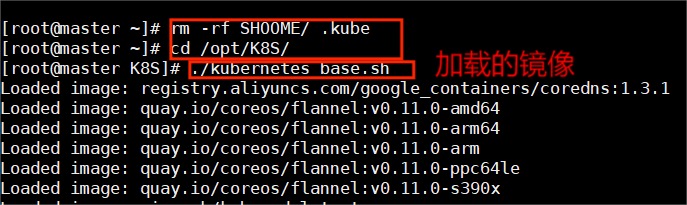 [root@master ~]# rm -rf SHOOME/ .kube
[root@master ~]# cd /opt/K8S/
[root@master K8S]# ./kubernetes_base.sh 加载的镜像
Loaded image: registry.aliyuncs.com/google_containers/coredns:1.3.1
Loaded image: quay.io/coreos/flannel:v0.11.0-amd64
Loaded image: quay.io/coreos/flannel:v0.11.0-arm64
Loaded image: quay.io/coreos/flannel:v0.11.0-arm
Loaded image: quay.io/coreos/flannel:v0.11.0-ppc64le
Loaded image: quay.io/coreos/flannel:v0.11.0-s390x